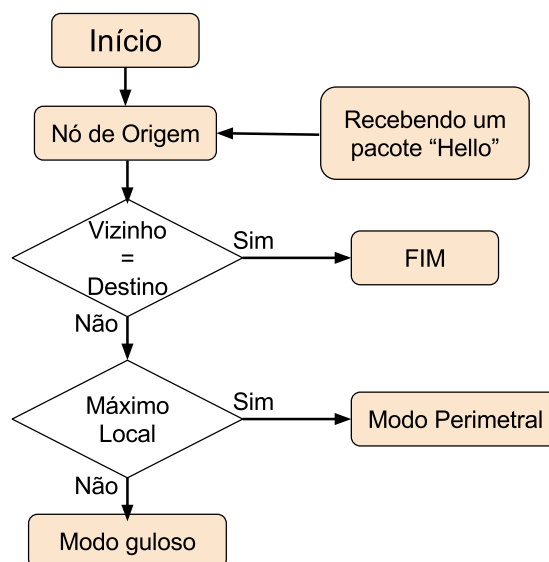 Início
Nó de Origem
Recebendo um
pacote “Hello”
Vizinho
=
Destino
Sim
FIM
Não
Máximo
Local
Sim
Modo Perimetral
Não
Modo guloso